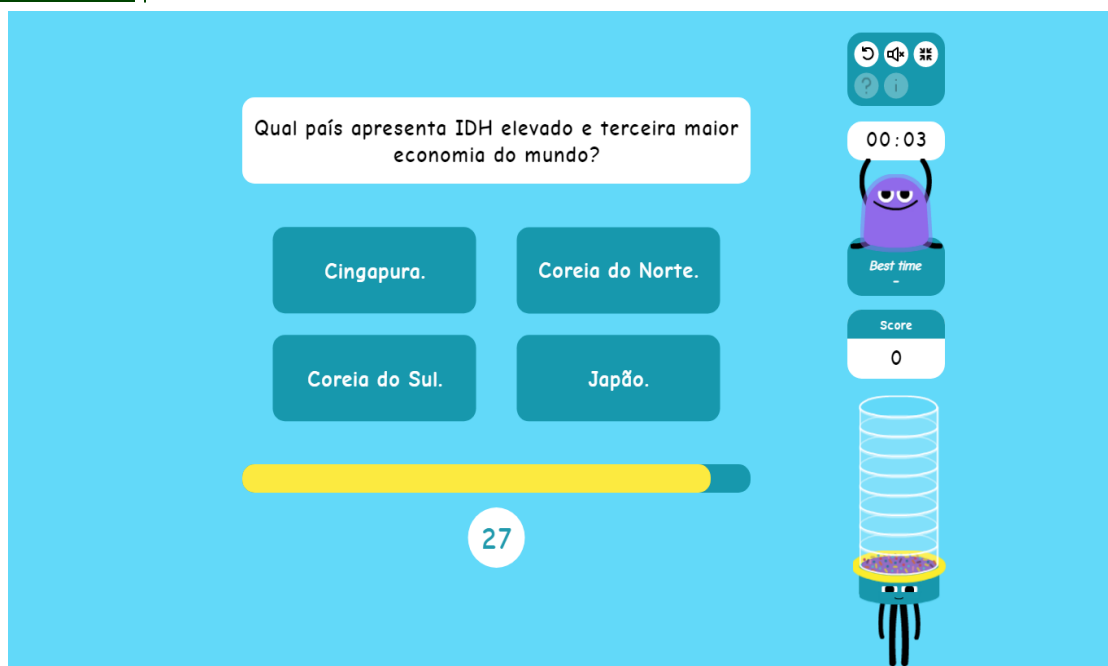 Qual país apresenta IDH elevado e terceira maior
economia do mundo?
Cingapura.
Coreia do Norte.
Coreia do Sul.
Japão.
27
?
i
00:03
Best time
-
Score
0